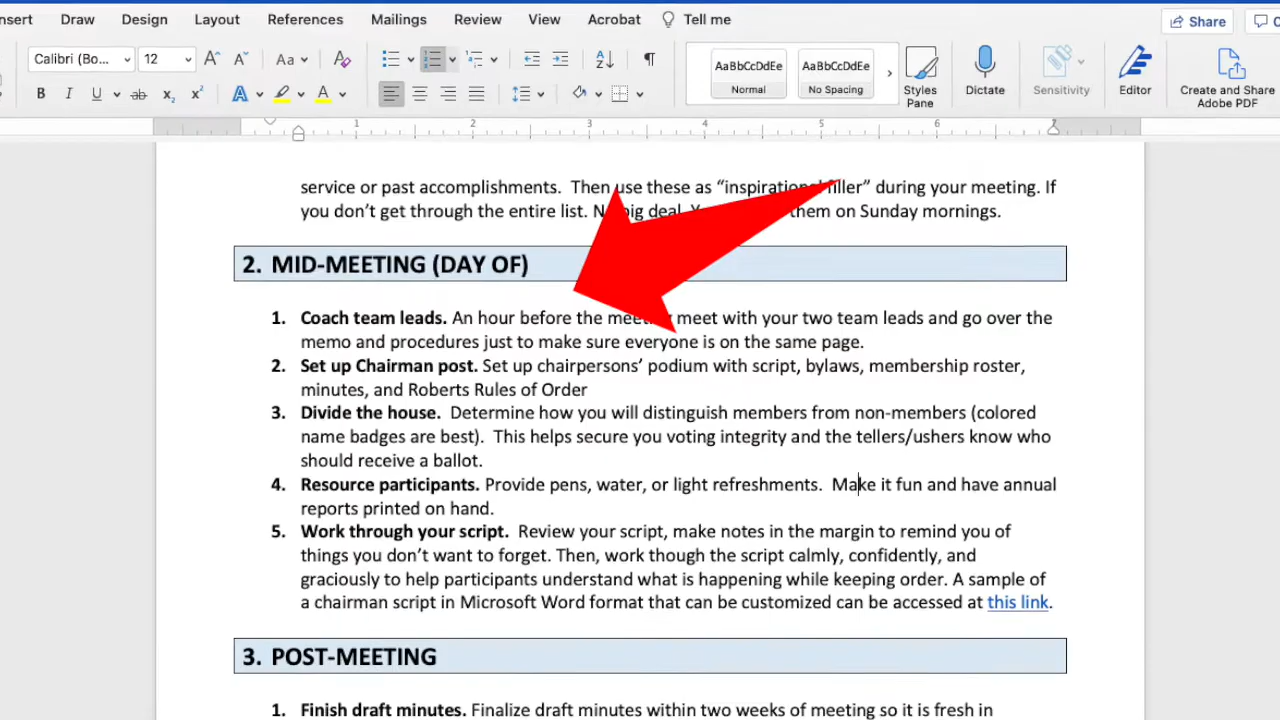 nsert Draw Design Layout References Mailings Review View Acrobat Tell me Share
Calibri (Bo... 12 Aa AaBbCcDdEe AaBbCcDdEe
Normal No Spacing Styles Pane Dictate Sensitivity Editor Create and Share Adobe PDF
1 2 3 4 5 6 7
service or past accomplishments. Then use these as “inspirational filler” during your meeting. If
you don’t get through the entire list. No big deal. them on Sunday mornings.
2. MID-MEETING (DAY OF)
1. Coach team leads. An hour before the meeting meet with your two team leads and go over the
memo and procedures just to make sure everyone is on the same page.
2. Set up Chairman post. Set up chairpersons’ podium with script, bylaws, membership roster,
minutes, and Roberts Rules of Order
3. Divide the house. Determine how you will distinguish members from non-members (colored
name badges are best). This helps secure you voting integrity and the tellers/ushers know who
should receive a ballot.
4. Resource participants. Provide pens, water, or light refreshments. Make it fun and have annual
reports printed on hand.
5. Work through your script. Review your script, make notes in the margin to remind you of
things you don’t want to forget. Then, work though the script calmly, confidently, and
graciously to help participants understand what is happening while keeping order. A sample of
a chairman script in Microsoft Word format that can be customized can be accessed at this link.
3. POST-MEETING
1. Finish draft minutes. Finalize draft minutes within two weeks of meeting so it is fresh in